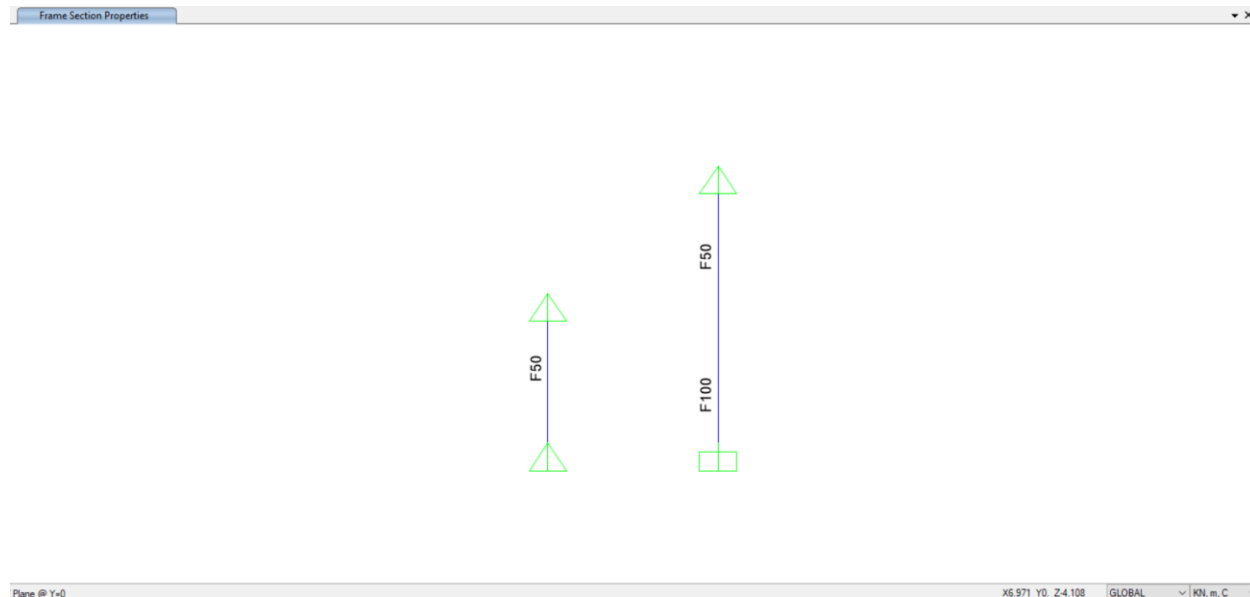 Frame Section Properties
F50
F50
F100
Plane @ Y=0
X6.971 Y0. Z-4.108
GLOBAL
KN, m, C